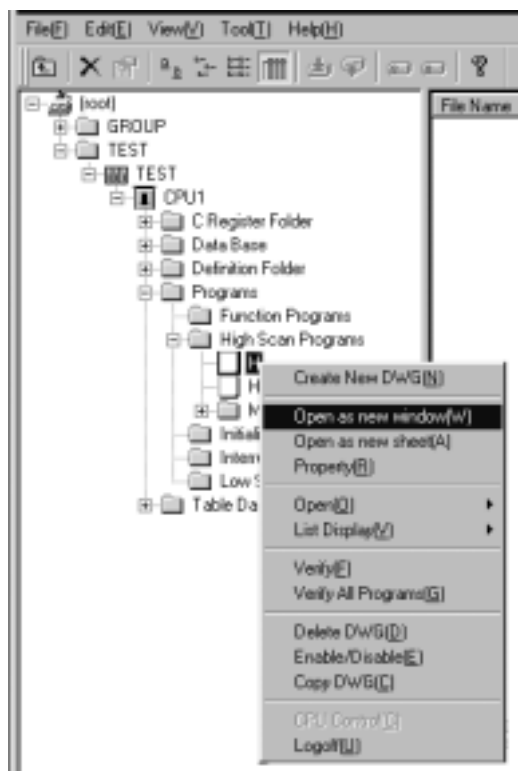 File(F) Edit(E) View(V) Tool(T) Help(H)
(root)
File Name
GROUP
TEST
TEST
CPU1
C Register Folder
Data Base
Definition Folder
Programs
Function Programs
High Scan Programs
H
H
M
Create New DWG(N)
Open as new window(W)
Open as new sheet(A)
Property(R)
Open(O)
List Display(V)
Verify(F)
Verify All Programs(G)
Delete DWG(D)
Enable/Disable(E)
Copy DWG(C)
CPU Control(Q)
Logoff(U)
Initiali
Low S
Table Da